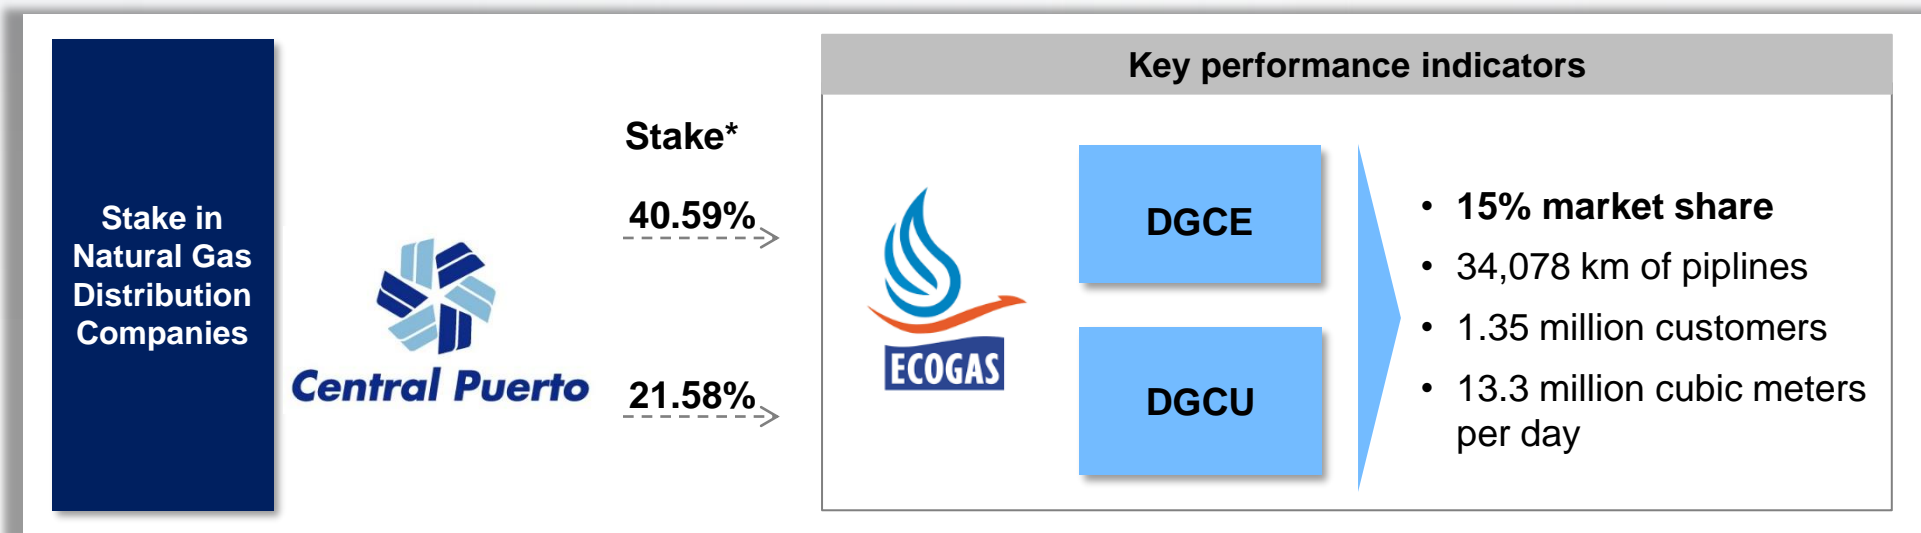 Stake in
Natural Gas
Distribution
Companies
Central Puerto
Stake*
40.59%
21.58%
Key performance indicators
ECOGAS
DGCE
DGCU
• 15% market share
• 34,078 km of piplines
• 1.35 million customers
• 13.3 million cubic meters
per day